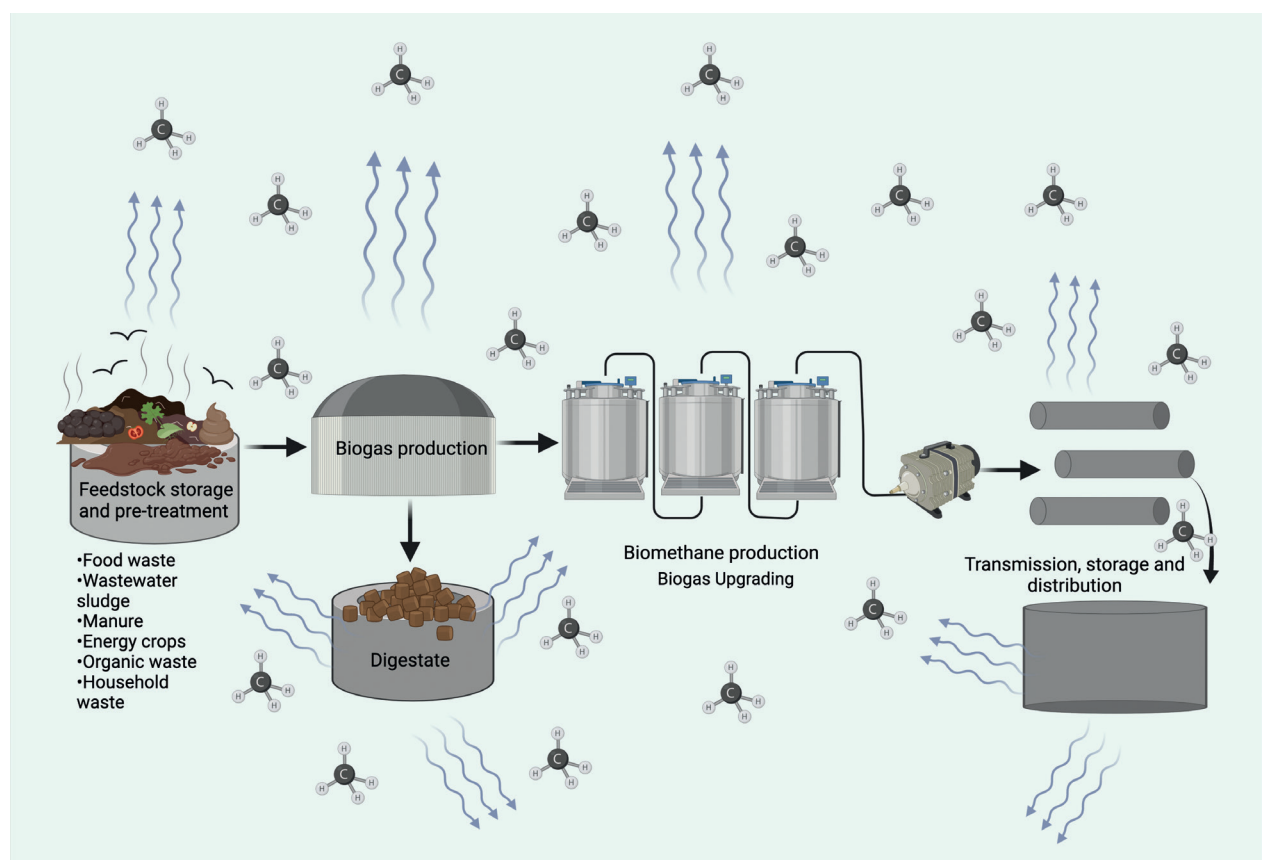 Feedstock storage
and pre-treatment
•Food waste
•Wastewater
sludge
•Manure
•Energy crops
•Organic waste
•Household
waste
Biogas production
Digestate
Biomethane production
Biogas Upgrading
Transmission, storage and
distribution
C
H
H
H
H
C
H
H
H
H
C
H
H
H
H
C
H
H
H
H
C
H
H
H
H
C
H
H
H
H
C
H
H
H
H
C
H
H
H
H
C
H
H
H
H
C
H
H
H
H
C
H
H
H
H
C
H
H
H
H
C
H
H
H
H
C
H
H
H
H
C
H
H
H
H
C
H
H
H
H
C
H
H
H
H
C
H
H
H
H
C
H
H
H
H